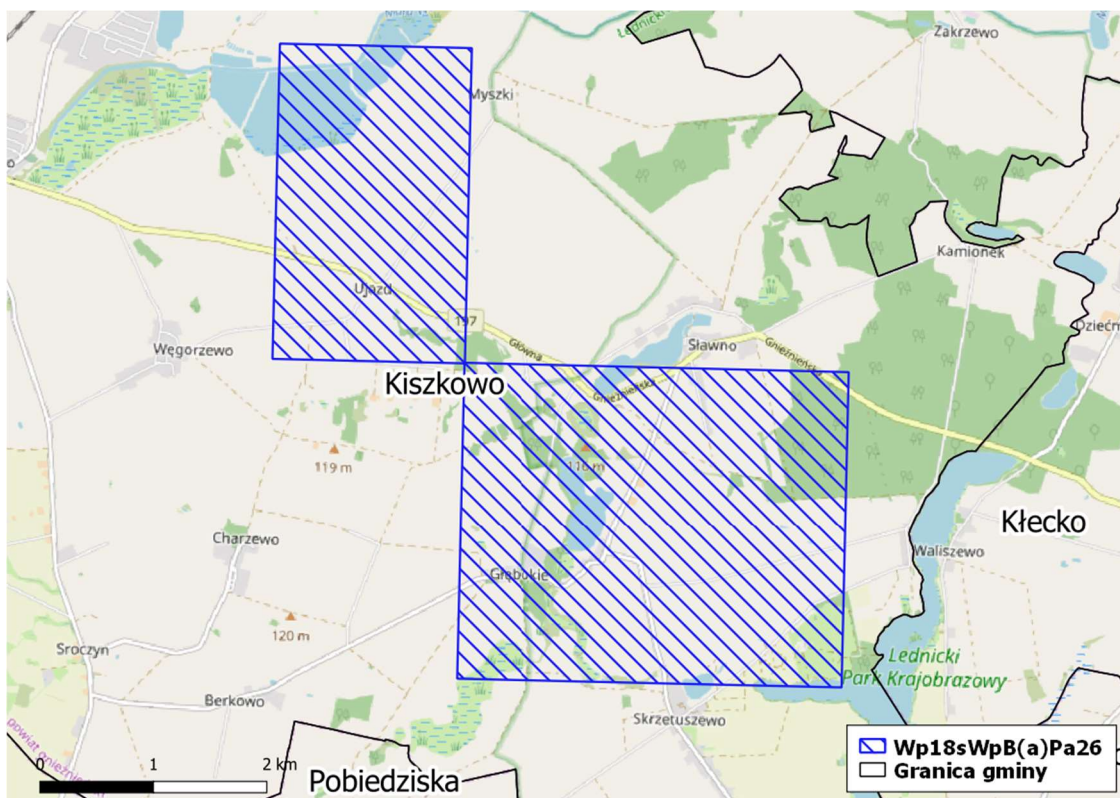 Zakrzewo
Lednicki
Myszki
Kamionek
Ujazd
197
Węgorzewo
Główna
Sławno
Gnieźnieńska
Kiszkowo
119 m
116 m
Kłecko
Charzewo
Waliszewo
Głębokie
120 m
Sroczyn
Lednicki
Park Krajobrazowy
Berkowo
Skrzetuszewo
Pobiedziska
0 1 2 km
Wp18sWpB(a)Pa26
Granica gminy